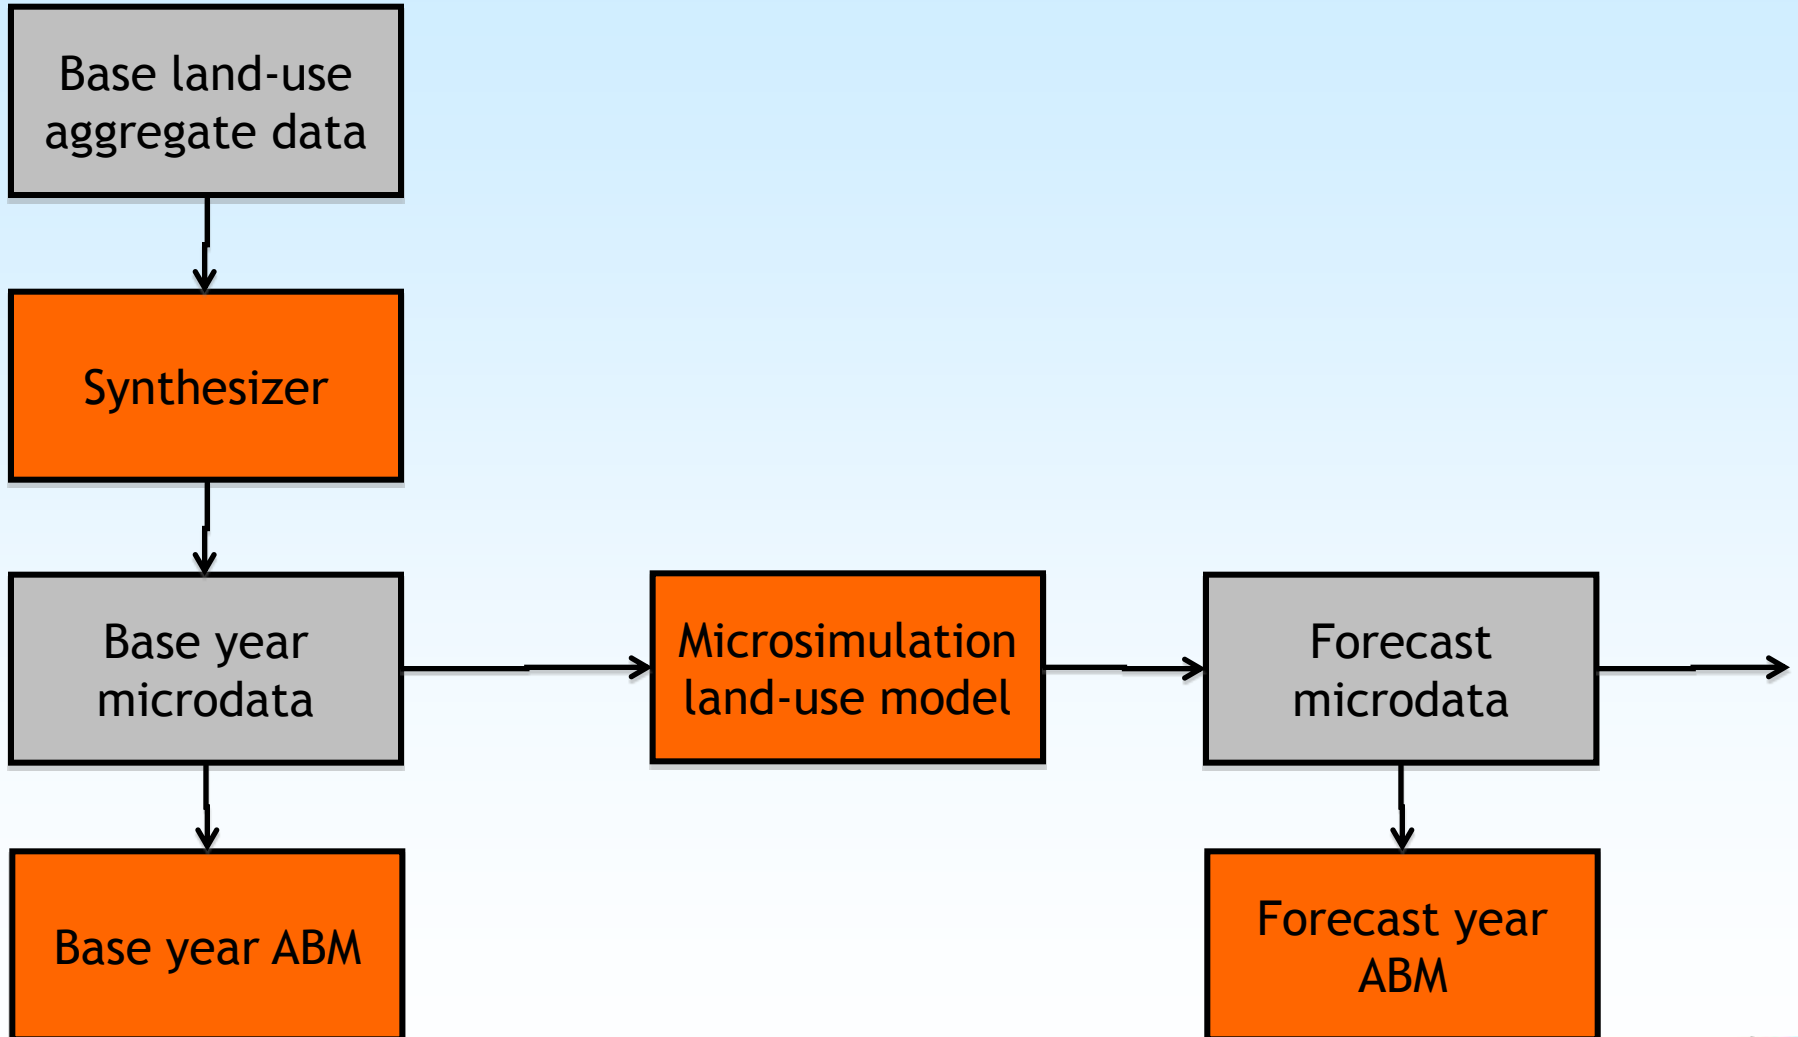 Base land-use
aggregate data
Synthesizer
Base year
microdata
Microsimulation
land-use model
Forecast
microdata
Base year ABM
Forecast year
ABM